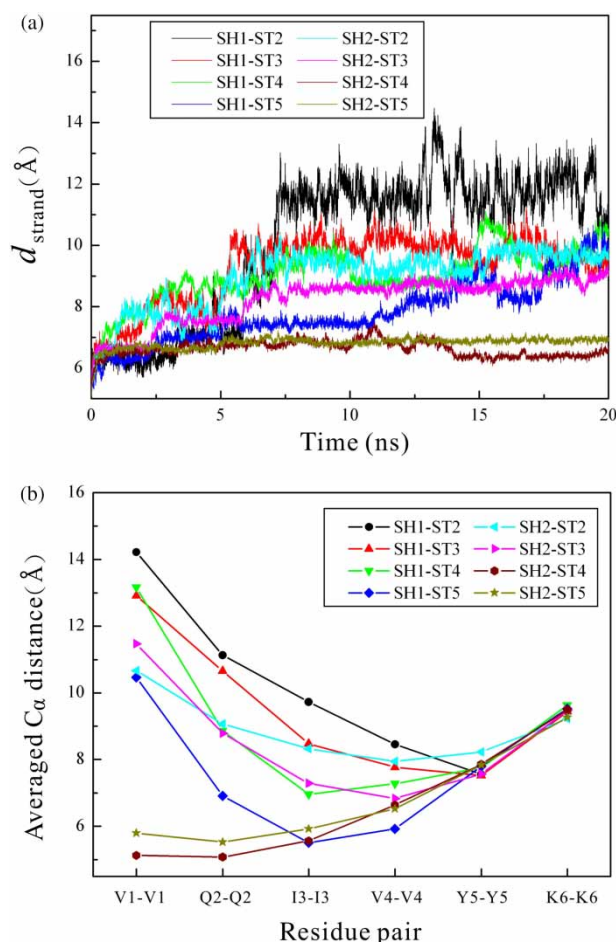 (a)
SH1-ST2 SH2-ST2
SH1-ST3 SH2-ST3
SH1-ST4 SH2-ST4
SH1-ST5 SH2-ST5
16
14
12
10
8
6
d strand (Å)
0 5 10 15 20
Time (ns)
(b)
SH1-ST2 SH2-ST2
SH1-ST3 SH2-ST3
SH1-ST4 SH2-ST4
SH1-ST5 SH2-ST5
16
14
12
10
8
6
Averaged Cα distance(Å)
V1-V1 Q2-Q2 I3-I3 V4-V4 Y5-Y5 K6-K6
Residue pair